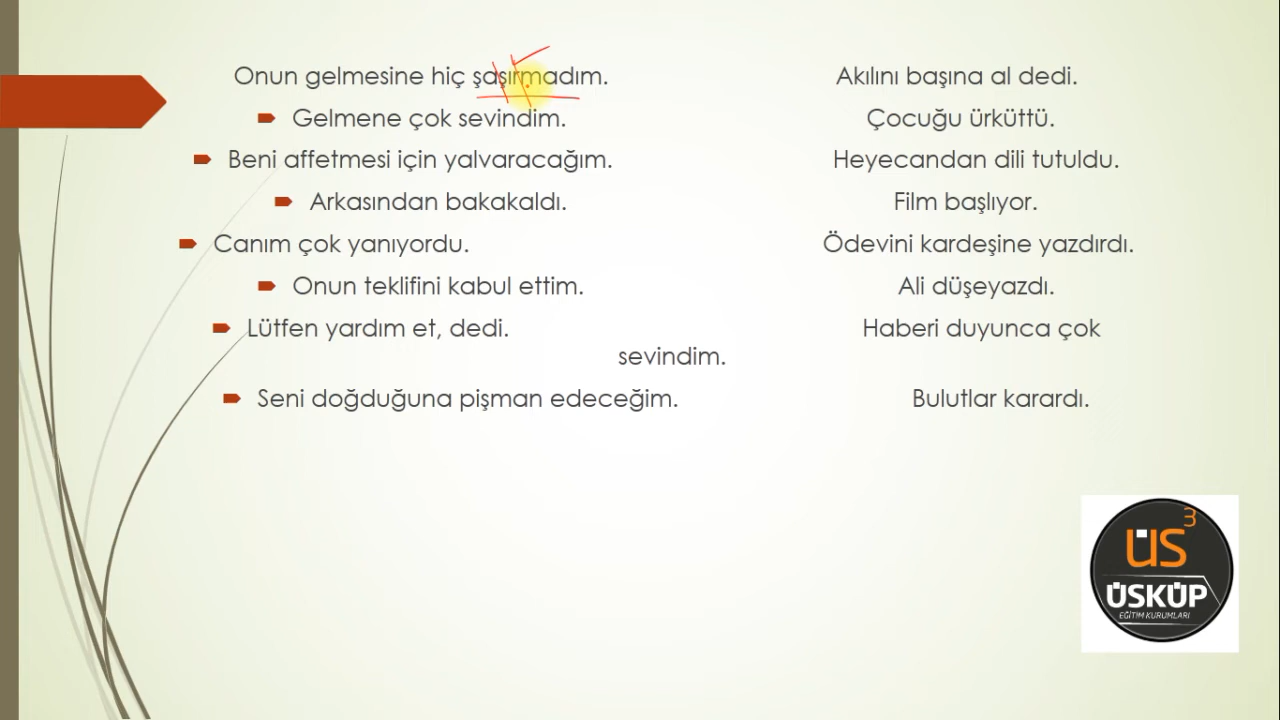 Onun gelmesine hiç şaşırmadım. Akılını başına al dedi.
Gelmene çok sevindim. Çocuğu ürküttü.
Beni affetmesi için yalvaracağım. Heyecandan dili tutuldu.
Arkasından bakakaldı. Film başlıyor.
Canım çok yanıyordu. Ödevini kardeşine yazdırdı.
Onun teklifini kabul ettim. Ali düşeyazdı.
Lütfen yardım et, dedi. Haberi duyunca çok
sevindim.
Seni doğduğuna pişman edeceğim. Bulutlar karardı.
ÜS 3
ÜSKÜP
EĞİTİM KURUMLARI